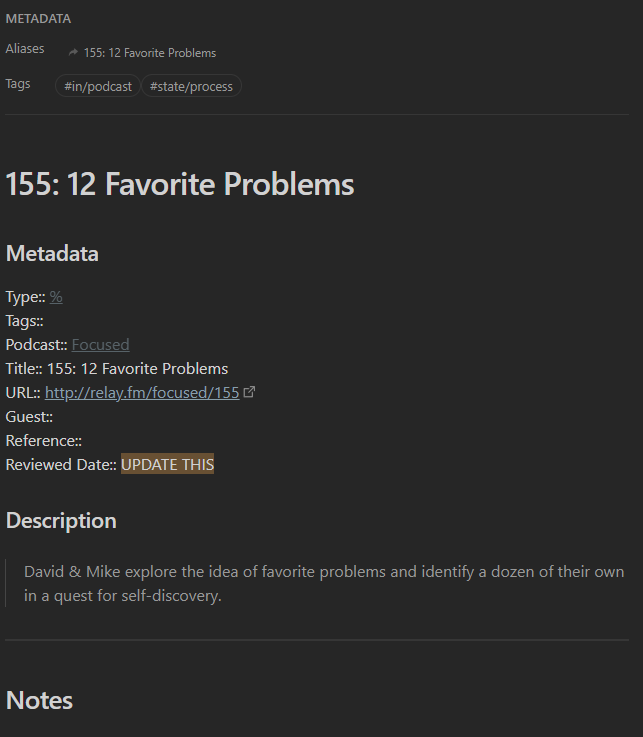 METADATA
Aliases 155: 12 Favorite Problems
Tags #in/podcast #state/process
155: 12 Favorite Problems
Metadata
Type:: %
Tags::
Podcast:: Focused
Title:: 155: 12 Favorite Problems
URL:: http://relay.fm/focused/155
Guest::
Reference::
Reviewed Date:: UPDATE THIS
Description
David & Mike explore the idea of favorite problems and identify a dozen of their own
in a quest for self-discovery.
Notes